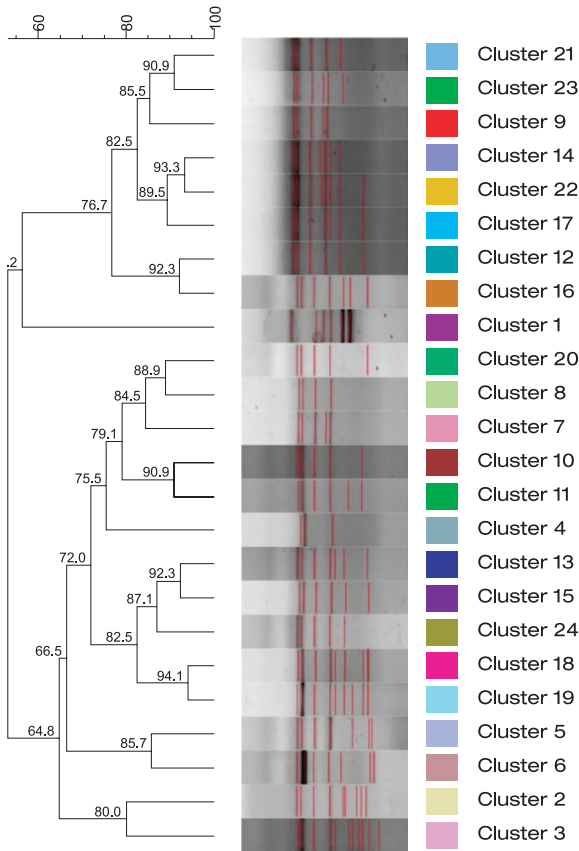 60 80 100
90.9 Cluster 21
85.5 Cluster 23
Cluster 9
82.5 93.3 Cluster 14
89.5 Cluster 22
76.7 Cluster 17
.2 92.3 Cluster 12
Cluster 16
Cluster 1
88.9 Cluster 20
84.5 Cluster 8
79.1 Cluster 7
75.5 90.9 Cluster 10
Cluster 11
72.0 Cluster 4
92.3 Cluster 13
87.1 Cluster 15
82.5 Cluster 24
66.5 94.1 Cluster 18
Cluster 19
64.8 85.7 Cluster 5
Cluster 6
80.0 Cluster 2
Cluster 3